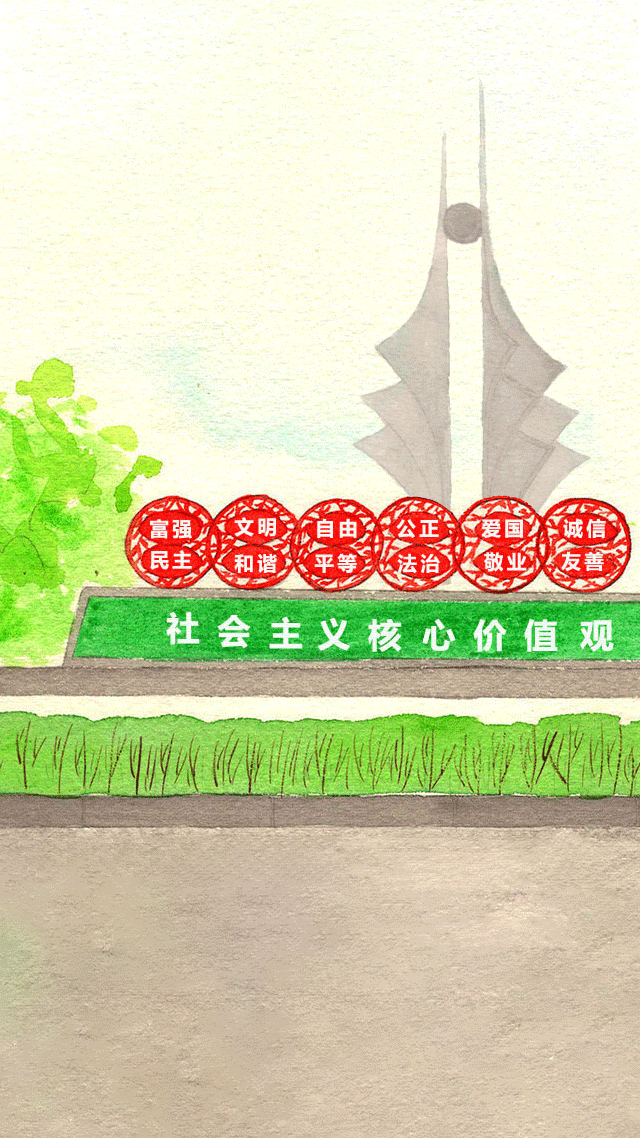 富强 文明 自由 公正 爱国 诚信
民主 和谐 平等 法治 敬业 友善
社会主义核心价值观